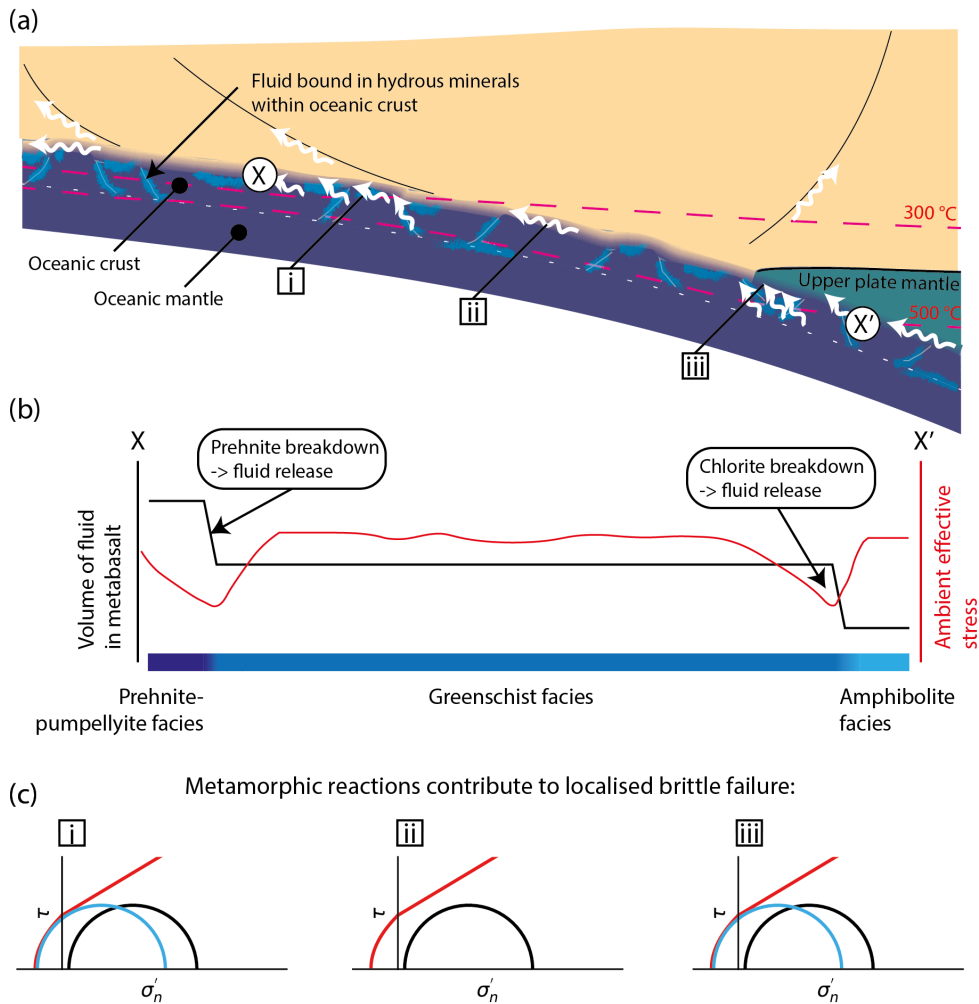 (a)
Fluid bound in hydrous minerals
within oceanic crust
X
300 °C
Oceanic crust
Upper plate mantle
Oceanic mantle
i
500 °C
ii
X'
iii
(b)
X
X'
Prehnite breakdown
-> fluid release
Chlorite breakdown
-> fluid release
Volume of fluid
in metabasalt
Ambient effective
stress
Prehnite-
pumpellyite facies
Greenschist facies
Amphibolite
facies
(c)
Metamorphic reactions contribute to localised brittle failure:
i
ii
iii
τ
τ
τ
σ'n
σ'n
σ'n